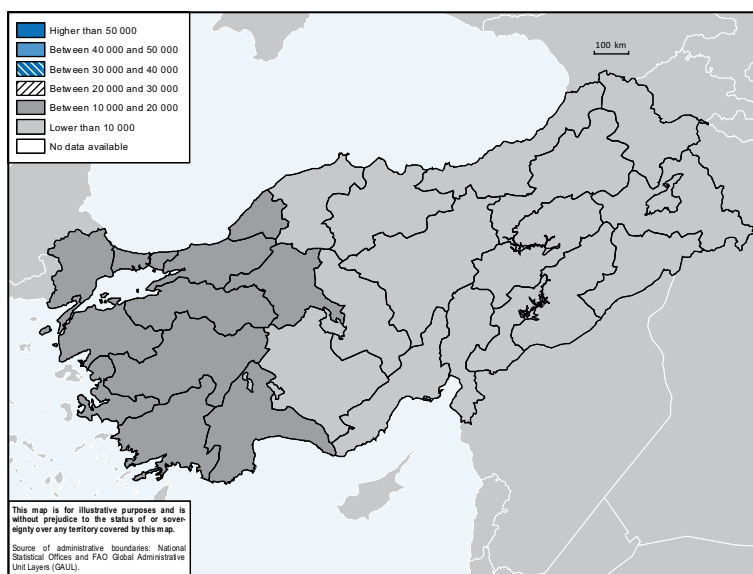 Higher than 50 000
Between 40 000 and 50 000
Between 30 000 and 40 000
Between 20 000 and 30 000
Between 10 000 and 20 000
Lower than 10 000
No data available
100 km
This map is for illustrative purposes and is
without prejudice to the status of or sover-
eignty over any territory covered by this map.
Source of administrative boundaries: National
Statistical Offices and FAO Global Administrative
Unit Layers (GAUL).